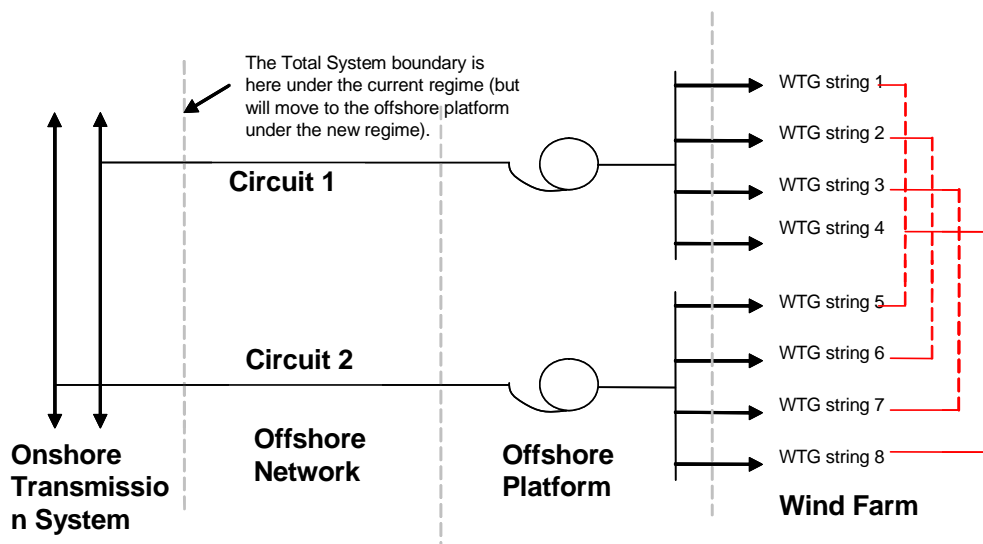 The Total System boundary is
here under the current regime (but
will move to the offshore platform
under the new regime).
WTG string 1
WTG string 2
WTG string 3
WTG string 4
Circuit 1
WTG string 5
WTG string 6
WTG string 7
WTG string 8
Circuit 2
Onshore
Transmissio
n System
Offshore
Network
Offshore
Platform
Wind Farm